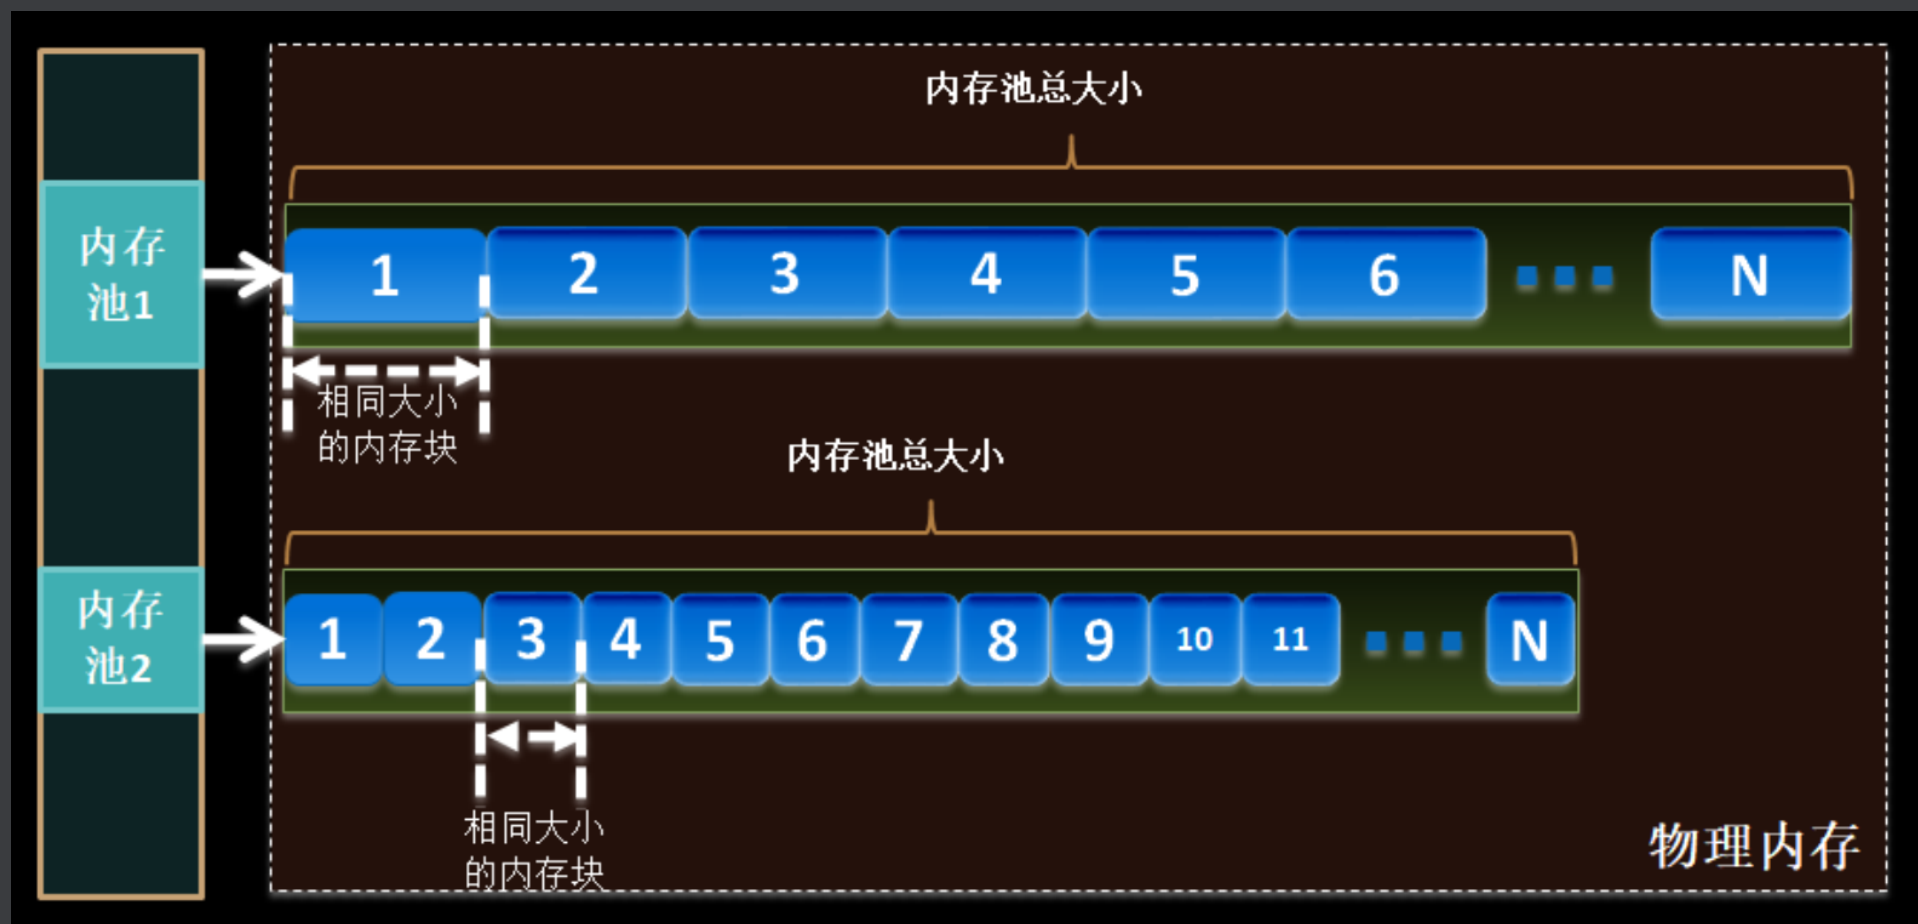 内存池总大小
内存
池1
1 2 3 4 5 6 N
相同大小
的内存块
内存池总大小
内存
池2
1 2 3 4 5 6 7 8 9 10 11 N
相同大小
的内存块
物理内存